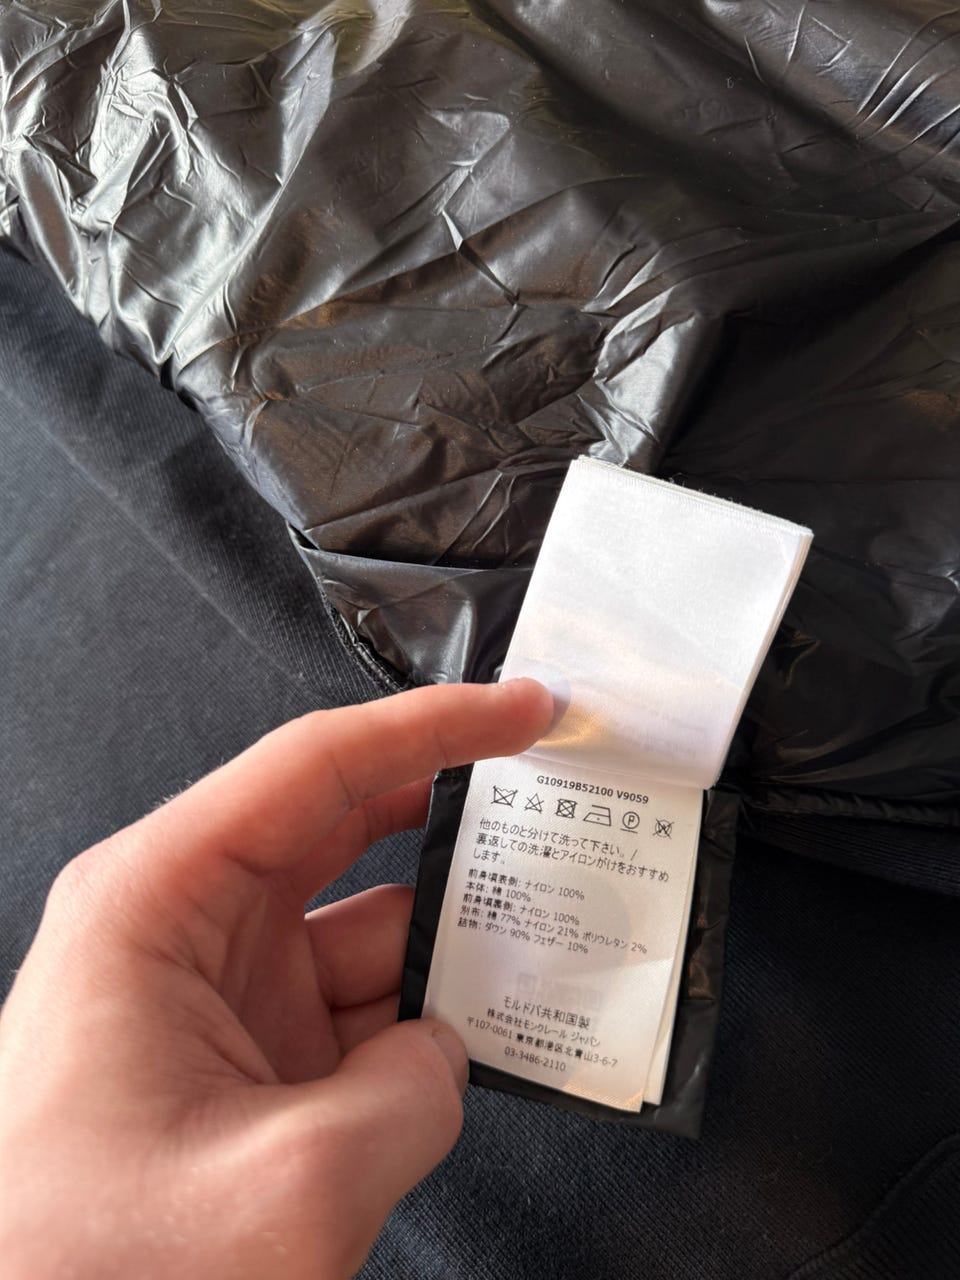 G10919B52100 V9059
他のものと分けて洗って下さい。/
裏返しての洗濯とアイロンがけをおすすめ
します。
前身頃表側: ナイロン 100%
本体: 綿 100%
前身頃裏側: ナイロン 100%
別布: 綿 77% ナイロン 21% ポリウレタン 2%
詰物: ダウン 90% フェザー 10%
モルドバ共和国製
株式会社モンクレール ジャパン
〒107-0061 東京都港区北青山3-6-7
03-3486-2110